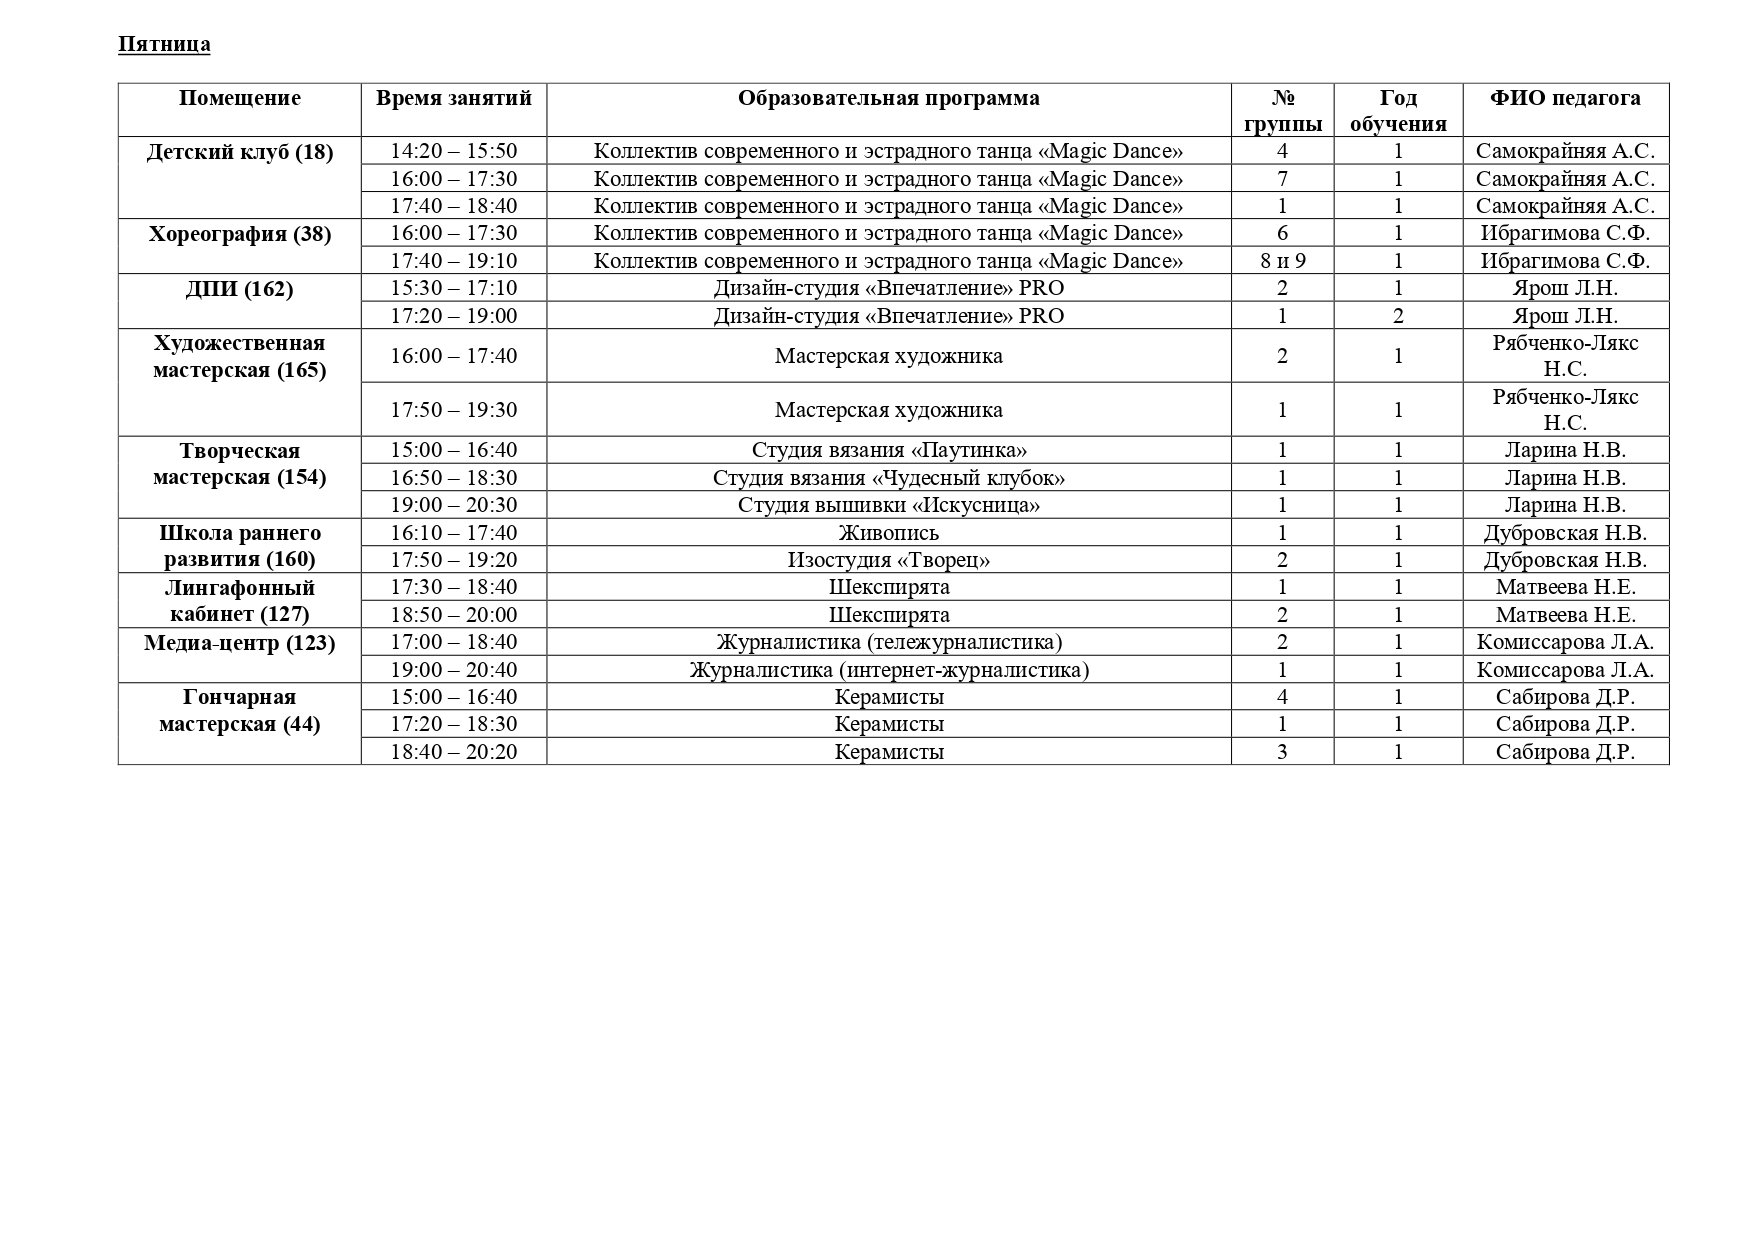 Пятница
Помещение Время занятий Образовательная программа № группы Год обучения ФИО педагога
Детский клуб (18) 14:20 – 15:50 Коллектив современного и эстрадного танца «Magic Dance» 4 1 Самокрайняя А.С.
16:00 – 17:30 Коллектив современного и эстрадного танца «Magic Dance» 7 1 Самокрайняя А.С.
17:40 – 18:40 Коллектив современного и эстрадного танца «Magic Dance» 1 1 Самокрайняя А.С.
Хореография (38) 16:00 – 17:30 Коллектив современного и эстрадного танца «Magic Dance» 6 1 Ибрагимова С.Ф.
17:40 – 19:10 Коллектив современного и эстрадного танца «Magic Dance» 8 и 9 1 Ибрагимова С.Ф.
ДПИ (162) 15:30 – 17:10 Дизайн-студия «Впечатление» PRO 2 1 Ярош Л.Н.
17:20 – 19:00 Дизайн-студия «Впечатление» PRO 1 2 Ярош Л.Н.
Художественная мастерская (165) 16:00 – 17:40 Мастерская художника 2 1 Рябченко-Лякс Н.С.
17:50 – 19:30 Мастерская художника 1 1 Рябченко-Лякс Н.С.
Творческая мастерская (154) 15:00 – 16:40 Студия вязания «Паутинка» 1 1 Ларина Н.В.
16:50 – 18:30 Студия вязания «Чудесный клубок» 1 1 Ларина Н.В.
19:00 – 20:30 Студия вышивки «Искусница» 1 1 Ларина Н.В.
Школа раннего развития (160) 16:10 – 17:40 Живопись 1 1 Дубровская Н.В.
17:50 – 19:20 Изостудия «Творец» 2 1 Дубровская Н.В.
Лингафонный кабинет (127) 17:30 – 18:40 Шекспирята 1 1 Матвеева Н.Е.
18:50 – 20:00 Шекспирята 2 1 Матвеева Н.Е.
Медиа-центр (123) 17:00 – 18:40 Журналистика (тележурналистика) 2 1 Комиссарова Л.А.
19:00 – 20:40 Журналистика (интернет-журналистика) 1 1 Комиссарова Л.А.
Гончарная мастерская (44) 15:00 – 16:40 Керамисты 4 1 Сабирова Д.Р.
17:20 – 18:30 Керамисты 1 1 Сабирова Д.Р.
18:40 – 20:20 Керамисты 3 1 Сабирова Д.Р.